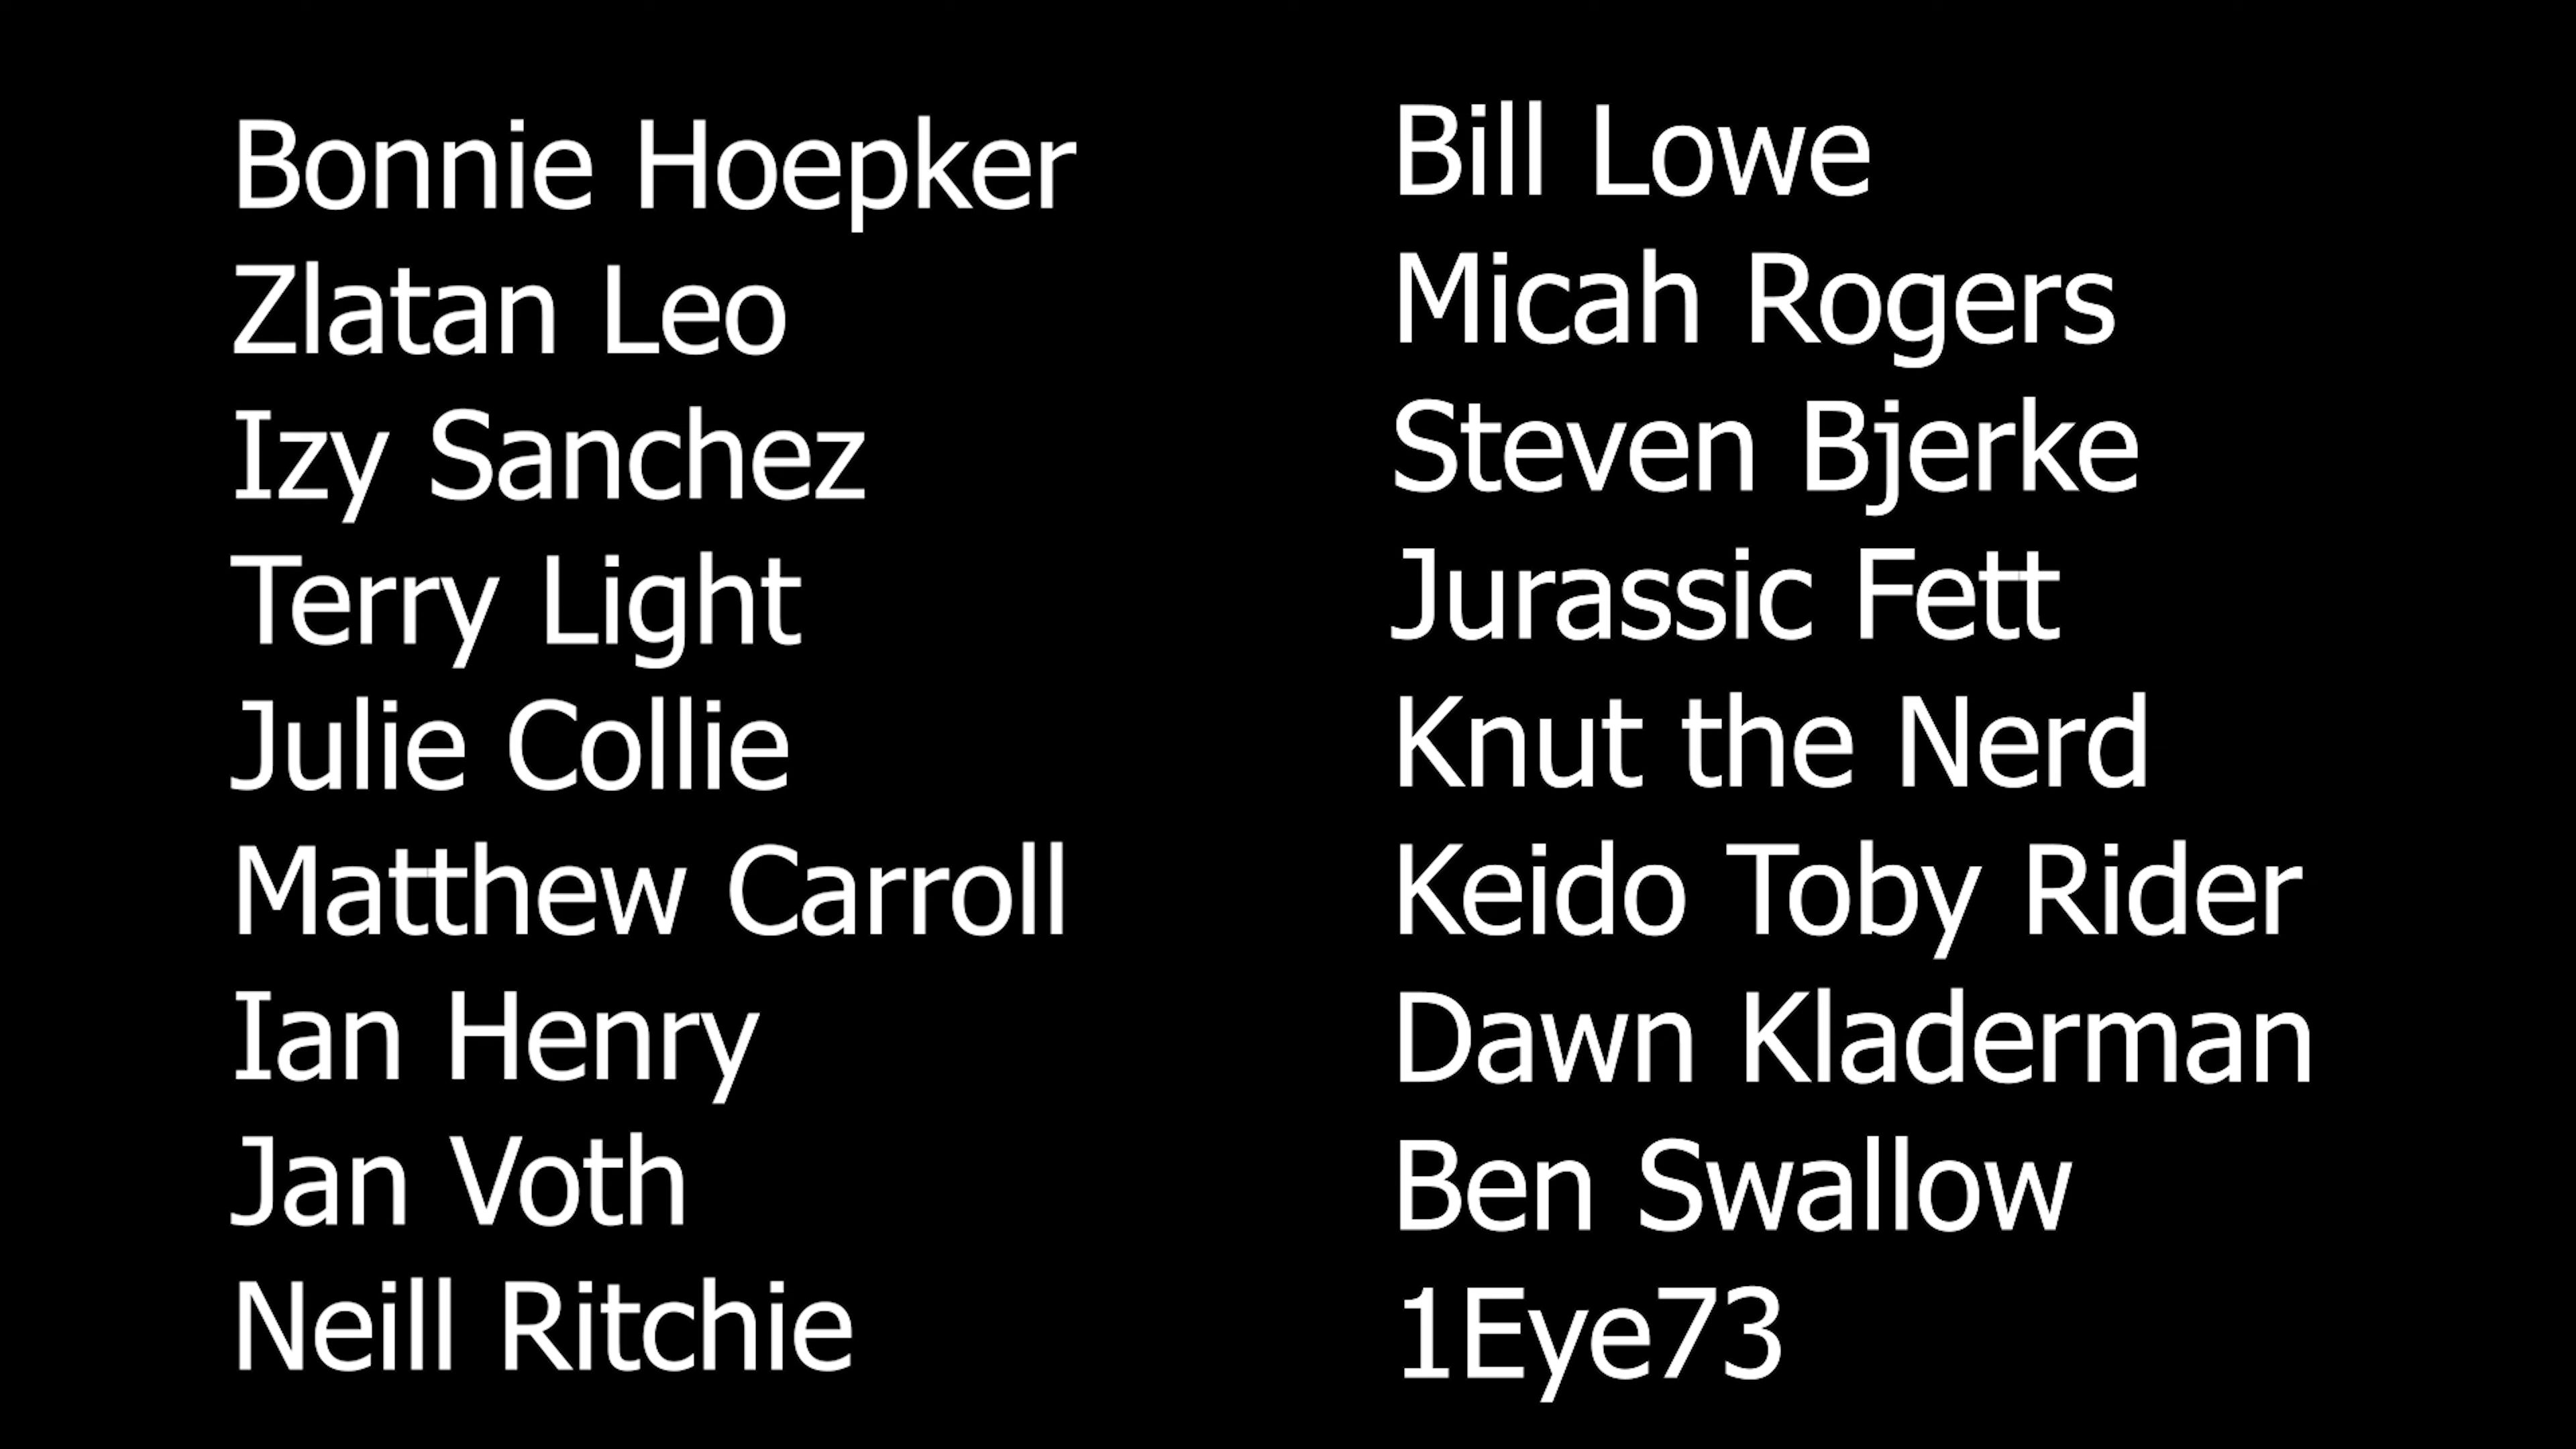 Bonnie Hoepker
Zlatan Leo
Izy Sanchez
Terry Light
Julie Collie
Matthew Carroll
Ian Henry
Jan Voth
Neill Ritchie
Bill Lowe
Micah Rogers
Steven Bjerke
Jurassic Fett
Knut the Nerd
Keido Toby Rider
Dawn Kladerman
Ben Swallow
1Eye73